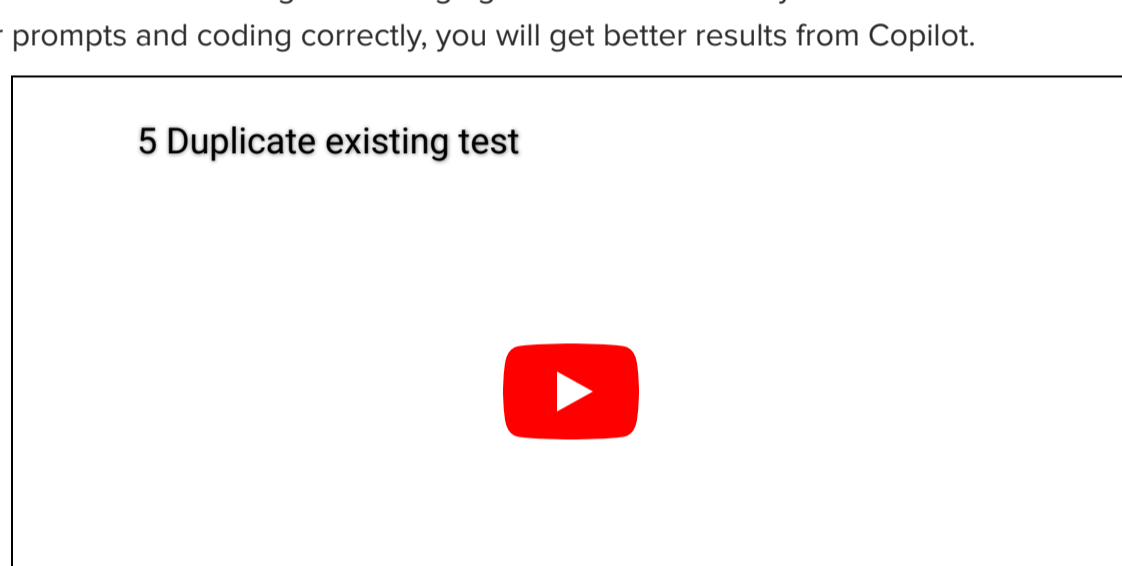 prompts and coding correctly, you will get better results from Copilot.
5 Duplicate existing test